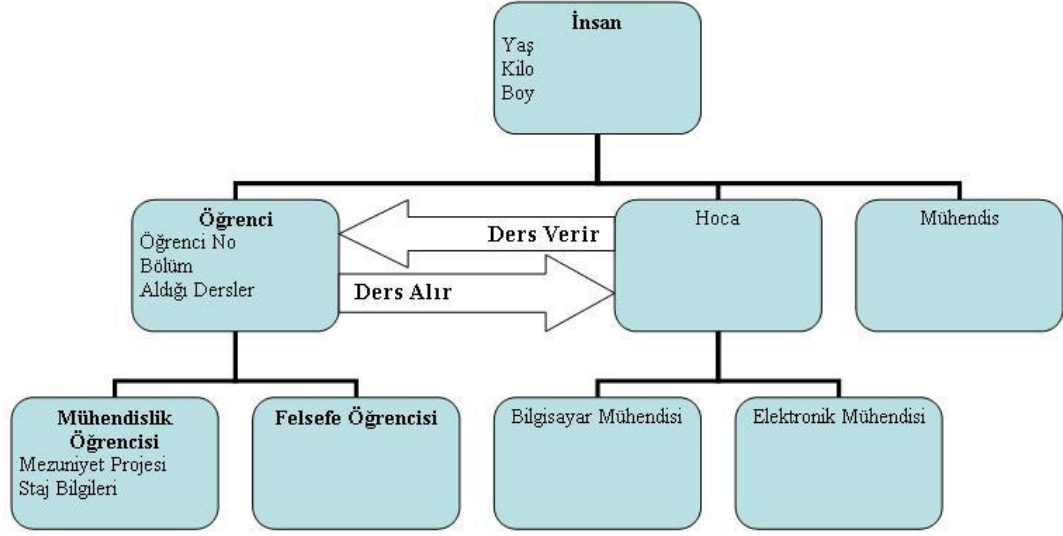 İnsan
Yaş
Kilo
Boy
Öğrenci
Öğrenci No
Bölüm
Aldığı Dersler
Ders Verir
Ders Alır
Hoca
Mühendis
Mühendislik
Öğrencisi
Mezuniyet Projesi
Staj Bilgileri
Felsefe Öğrencisi
Bilgisayar Mühendisi
Elektronik Mühendisi